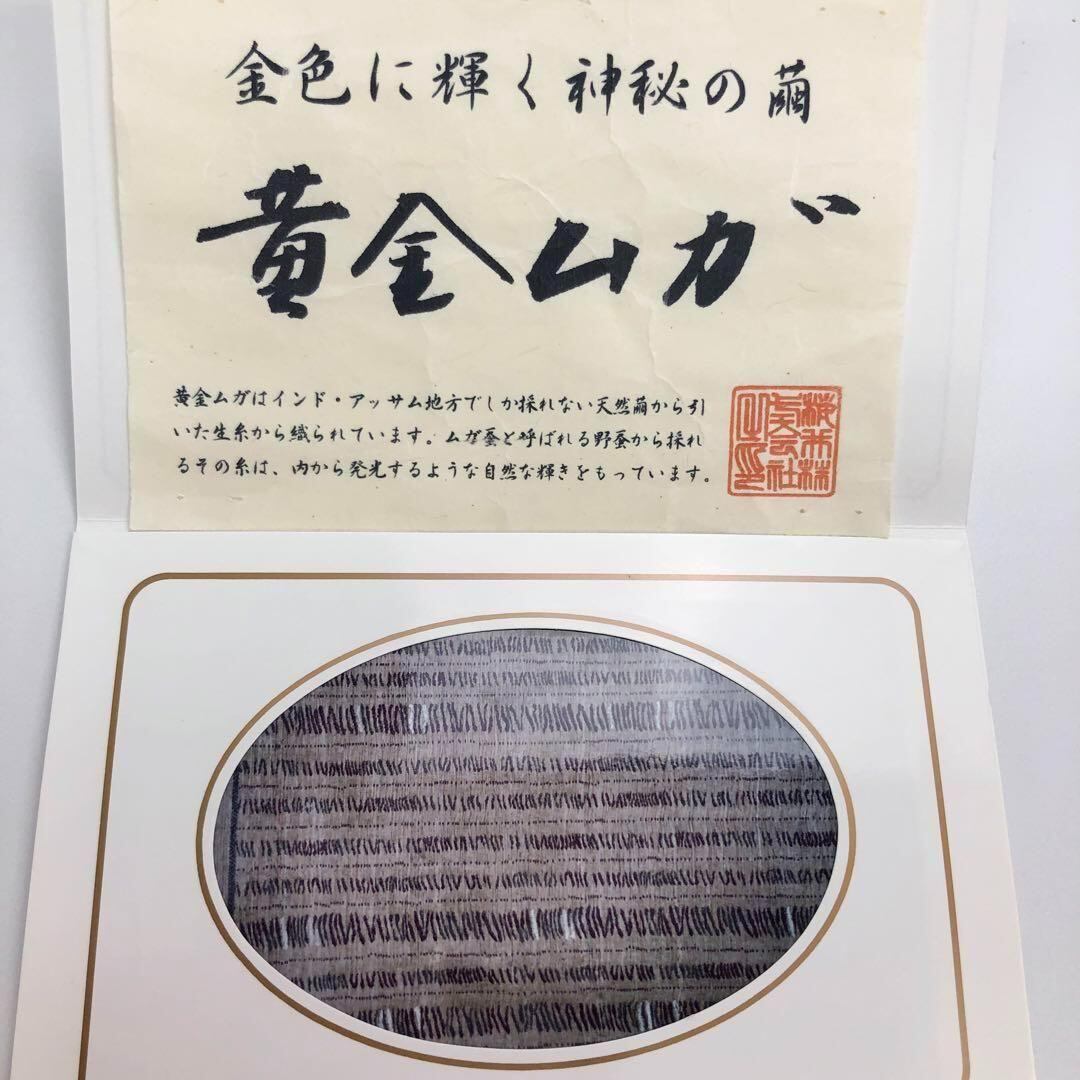 金色に輝く神秘の繭
黄金ムガ
黄金ムガはインド・アッサム地方でしか採れない天然繭から引
いた生糸から織られています。ムガ蚕と呼ばれる野蚕から採れ
るその糸は、内から発光するような自然な輝きをもっています。